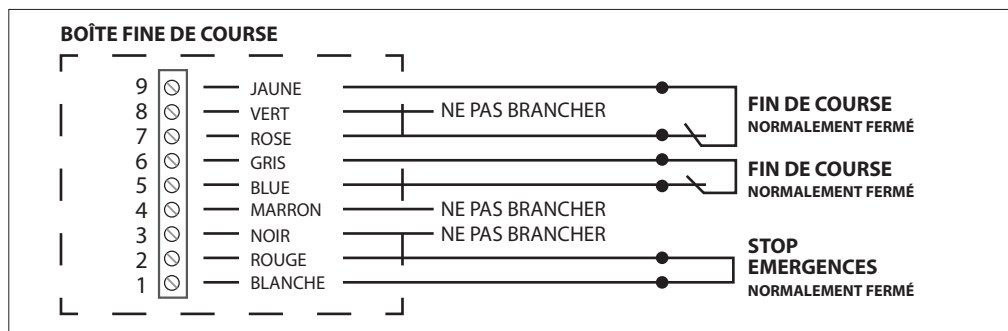 BOÎTE FINE DE COURSE
9 JAUNE
8 VERT NE PAS BRANCHER
7 ROSE
6 GRIS
5 BLUE
4 MARRON NE PAS BRANCHER
3 NOIR NE PAS BRANCHER
2 ROUGE
1 BLANCHE
FIN DE COURSE
NORMALEMENT FERMÉ
FIN DE COURSE
NORMALEMENT FERMÉ
STOP
EMERGENCES
NORMALEMENT FERMÉ